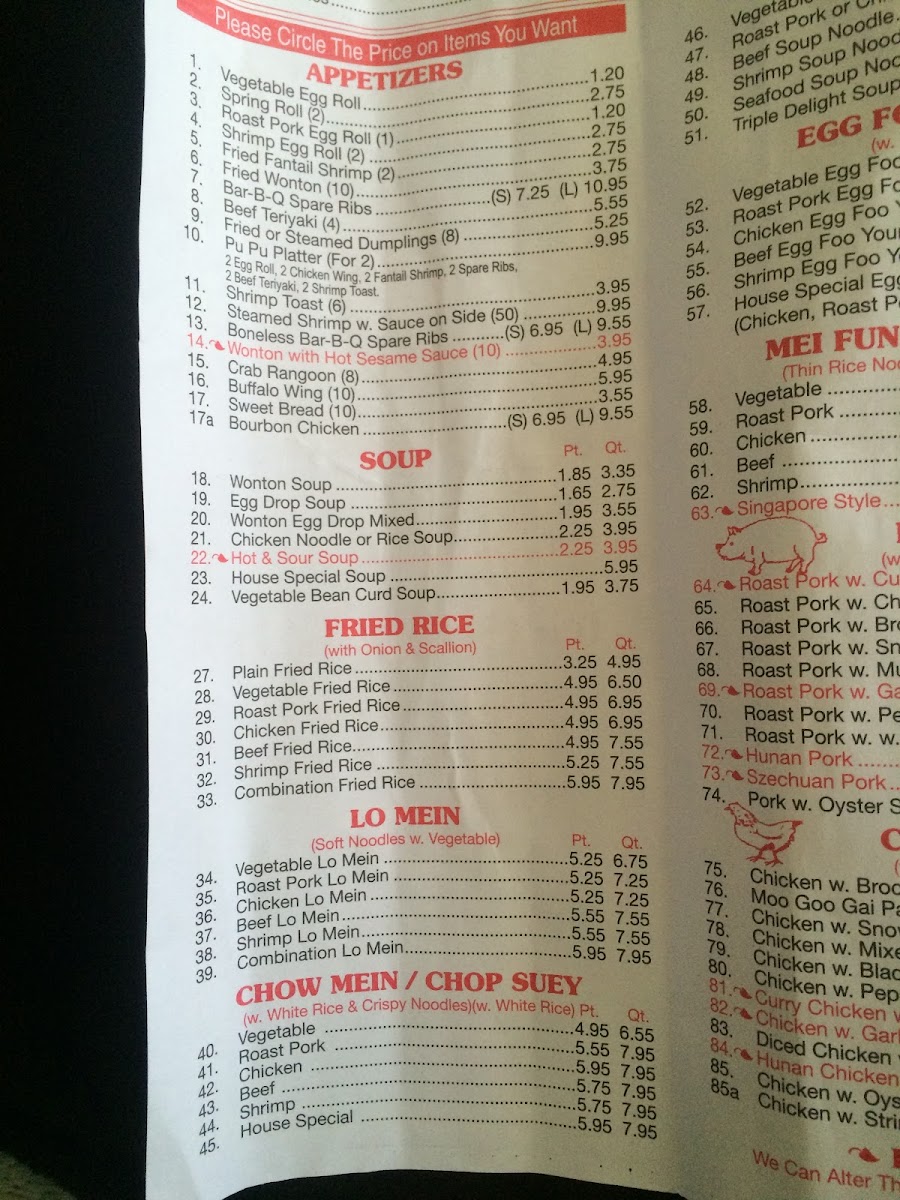 Please Circle The Price on Items You Want
APPETIZERS
1. Vegetable Egg Roll 1.20
2. Spring Roll (2) 2.75
3. Roast Pork Egg Roll (1) 1.20
4. Shrimp Egg Roll (2) 2.75
5. Fried Fantail Shrimp (2) 2.75
6. Fried Wonton (10) 3.75
7. Bar-B-Q Spare Ribs (S) 7.25 (L) 10.95
8. Beef Teriyaki (4) 5.55
9. Fried or Steamed Dumplings (8) 5.25
10. Pu Pu Platter (For 2) 9.95
2 Egg Roll, 2 Chicken Wing, 2 Fantail Shrimp, 2 Spare Ribs,
2 Beef Teriyaki, 2 Shrimp Toast.
11. Shrimp Toast (6) 3.95
12. Steamed Shrimp w. Sauce on Side (50) 9.95
13. Boneless Bar-B-Q Spare Ribs (S) 6.95 (L) 9.55
14. Wonton with Hot Sesame Sauce (10) 3.95
15. Crab Rangoon (8) 4.95
16. Buffalo Wing (10) 5.95
17. Sweet Bread (10) 3.55
17a Bourbon Chicken (S) 6.95 (L) 9.55
SOUP Pt. Qt.
18. Wonton Soup 1.85 3.35
19. Egg Drop Soup 1.65 2.75
20. Wonton Egg Drop Mixed 1.95 3.55
21. Chicken Noodle or Rice Soup 2.25 3.95
22. Hot & Sour Soup 2.25 3.95
23. House Special Soup 5.95
24. Vegetable Bean Curd Soup 1.95 3.75
FRIED RICE
(with Onion & Scallion) Pt. Qt.
27. Plain Fried Rice 3.25 4.95
28. Vegetable Fried Rice 4.95 6.50
29. Roast Pork Fried Rice 4.95 6.95
30. Chicken Fried Rice 4.95 6.95
31. Beef Fried Rice 4.95 7.55
32. Shrimp Fried Rice 5.25 7.55
33. Combination Fried Rice 5.95 7.95
LO MEIN
(Soft Noodles w. Vegetable) Pt. Qt.
34. Vegetable Lo Mein 5.25 6.75
35. Roast Pork Lo Mein 5.25 7.25
36. Chicken Lo Mein 5.25 7.25
37. Beef Lo Mein 5.55 7.55
38. Shrimp Lo Mein 5.55 7.55
39. Combination Lo Mein 5.95 7.95
CHOW MEIN / CHOP SUEY
(w. White Rice & Crispy Noodles)(w. White Rice) Pt. Qt.
40. Vegetable 4.95 6.55
41. Roast Pork 5.55 7.95
42. Chicken 5.95 7.95
43. Beef 5.75 7.95
44. Shrimp 5.75 7.95
45. House Special 5.95 7.95
46. Vegetable
47. Roast Pork or
48. Beef Soup Noodle
49. Shrimp Soup
50. Seafood Soup
51. Triple Delight Soup
EGG
(w.
52. Vegetable Egg Foo
53. Roast Pork Egg
54. Chicken Egg Foo
55. Beef Egg Foo
56. Shrimp Egg Foo
57. House Special
(Chicken, Roast
MEI FUN
(Thin Rice
58. Vegetable
59. Roast Pork
60. Chicken
61. Beef
62. Shrimp
63. Singapore Style
64. Roast Pork w.
65. Roast Pork w.
66. Roast Pork w.
67. Roast Pork w.
68. Roast Pork w.
69. Roast Pork w.
70. Roast Pork w.
71. Roast Pork w. w.
72. Hunan Pork
73. Szechuan Pork
74. Pork w. Oyster
75. Chicken w.
76. Moo Goo Gai
77. Chicken w.
78. Chicken w.
79. Chicken w.
80. Chicken w.
81. Curry Chicken
82. Chicken w.
83. Diced Chicken
84. Hunan Chicken
85. Chicken w.
85a Chicken w.
We Can Alter